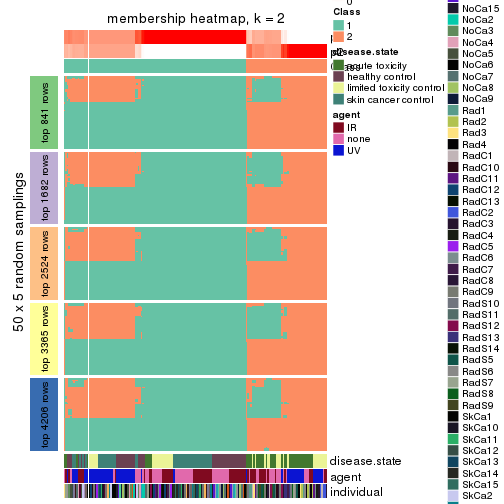 membership heatmap, k = 2
50 x 5 random samplings
top 841 rows
top 1682 rows
top 2524 rows
top 3365 rows
top 4206 rows
disease.state
agent
individual
0
Class
1
2
disease.state
acute toxicity
healthy control
limited toxicity control
skin cancer control
agent
IR
none
UV
NoCa15
NoCa2
NoCa3
NoCa4
NoCa5
NoCa6
NoCa7
NoCa8
NoCa9
Rad1
Rad2
Rad3
Rad4
RadC1
RadC10
RadC11
RadC12
RadC13
RadC2
RadC3
RadC4
RadC5
RadC6
RadC7
RadC8
RadC9
RadS10
RadS11
RadS12
RadS13
RadS14
RadS5
RadS6
RadS7
RadS8
RadS9
SkCa1
SkCa10
SkCa11
SkCa12
SkCa13
SkCa14
SkCa15
SkCa2